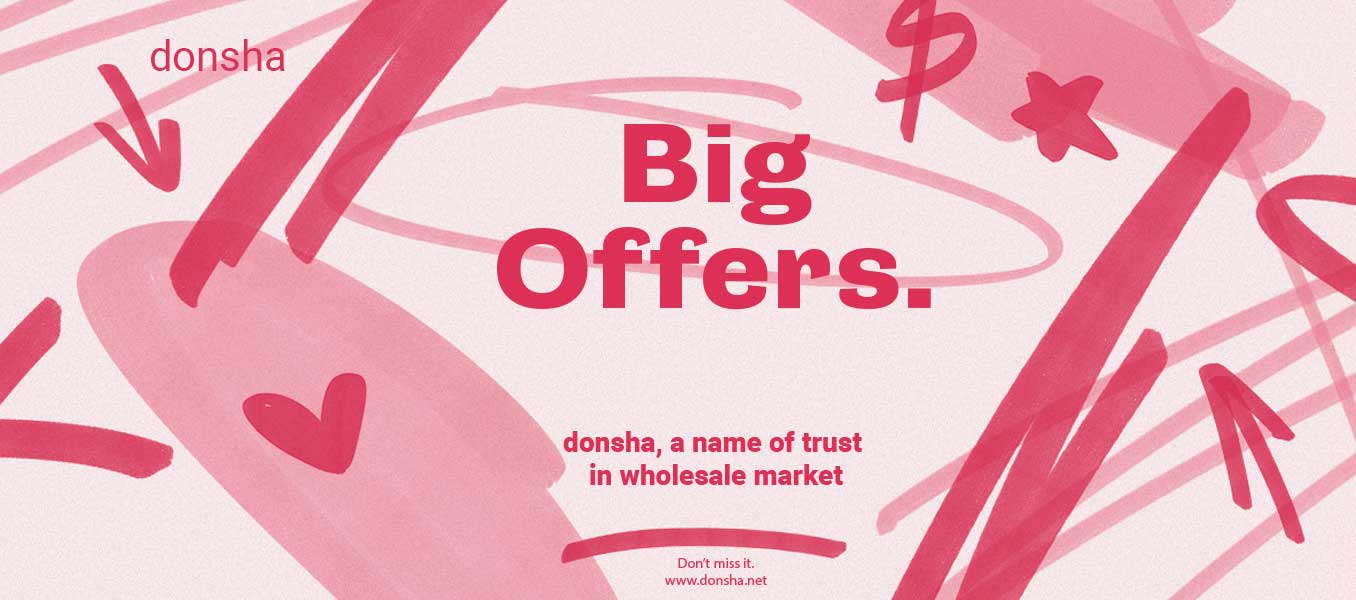 donsha
$
Big
Offers.
donsha, a name of trust
in wholesale market
Don't miss it.
www.donsha.net